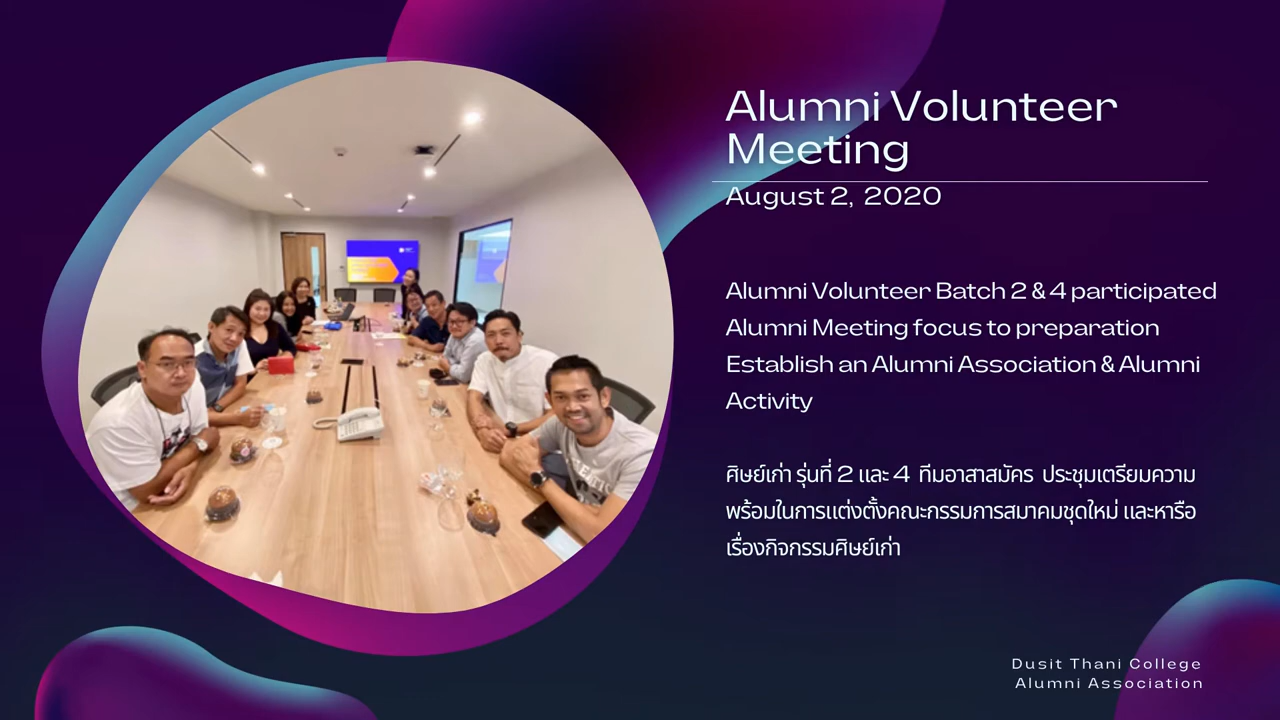 Alumni Volunteer
Meeting
August 2, 2020
Alumni Volunteer Batch 2 & 4 participated
Alumni Meeting focus to preparation
Establish an Alumni Association & Alumni
Activity
ศิษย์เก่า รุ่นที่ 2 และ 4 ทีมอาสาสมัคร ประชุมเตรียมความ
พร้อมในการแต่งตั้งคณะกรรมการสมาคมชุดใหม่ และหารือ
เรื่องกิจกรรมศิษย์เก่า
Dusit Thani College
Alumni Association